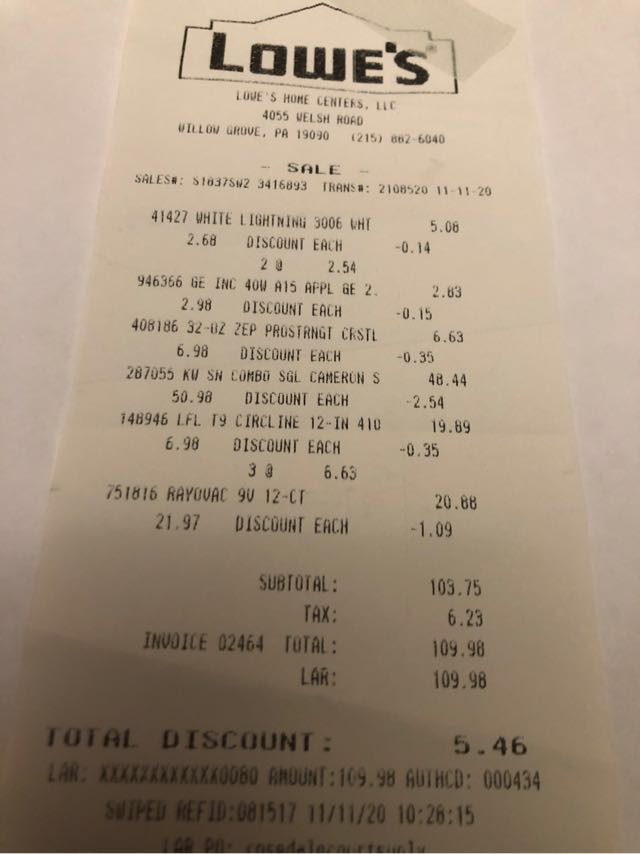 LOWE'S
LOWE'S HOME CENTERS, LLC
4055 WELSH ROAD
WILLOW GROVE, PA 19090 (215) 862-6040
- SALE -
SALES#: S1837SW2 3416893 TRANS#: 2108520 11-11-20
41427 WHITE LIGHTNING 3006 WHT 5.08
2.68 DISCOUNT EACH -0.14
2 @ 2.54
946366 GE INC 40W A15 APPL GE 2. 2.83
2.98 DISCOUNT EACH -0.15
408186 32-OZ ZEP PROSTRNGT CRSTL 6.63
6.98 DISCOUNT EACH -0.35
287055 KW SN COMBO SGL CAMERON S 48.44
50.98 DISCOUNT EACH -2.54
148946 LFL T9 CIRCLINE 12-IN 410 19.89
6.98 DISCOUNT EACH -0.35
3 @ 6.63
751816 RAYOVAC 9V 12-CT 20.88
21.97 DISCOUNT EACH -1.09
SUBTOTAL: 103.75
TAX: 6.23
INVOICE 02464 TOTAL: 109.98
LAR: 109.98
TOTAL DISCOUNT: 5.46
LAR: XXXXXXXXXXXX0080 AMOUNT:109.98 AUTHCD: 000434
SWIPED REFID:081517 11/11/20 10:28:15
LAR PO: